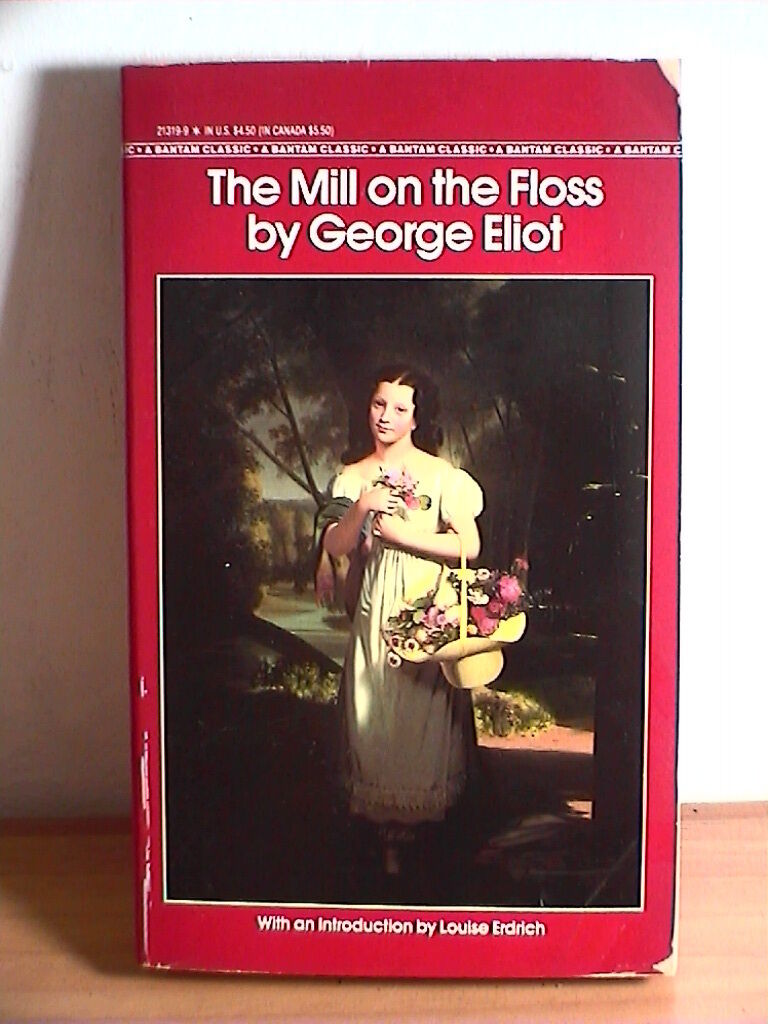 21319-9 * IN U.S. $4.50 (IN CANADA $5.50)
C • A BANTAM CLASSIC • A BANTAM CLASSIC • A BANTAM CLASSIC • A BANTAM CLASSIC • A BANTAM C
The Mill on the Floss
by George Eliot
With an Introduction by Louise Erdrich